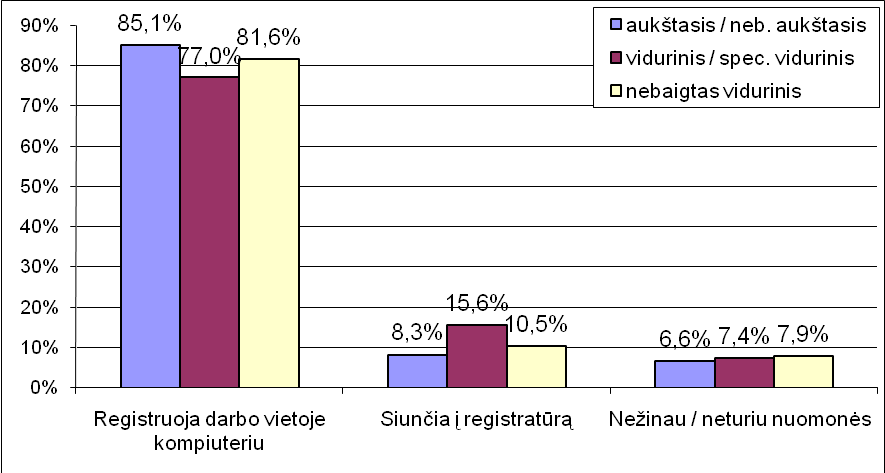 90%
80%
70%
60%
50%
40%
30%
20%
10%
0%
85,1%
77,0%
81,6%
8,3%
15,6%
10,5%
6,6%
7,4%
7,9%
aukštasis / neb. aukštasis
vidurinis / spec. vidurinis
nebaigtas vidurinis
Registruoja darbo vietoje
kompiuteriu
Siunčia į registratūrą
Nežinau / neturiu nuomonės